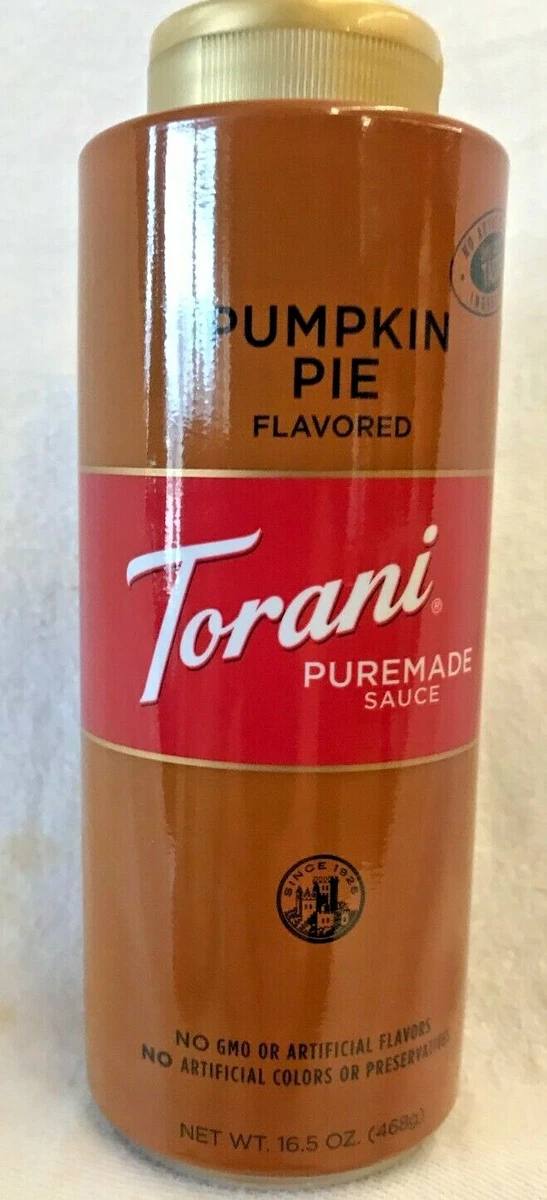 NO
PUMPKIN
PIE
FLAVORED
Torani®
PUREMADE
SAUCE
SINCE 1925
NO GMO OR ARTIFICIAL FLAVORS
NO ARTIFICIAL COLORS OR PRESERVATIVES
NET WT. 16.5 OZ. (468g)